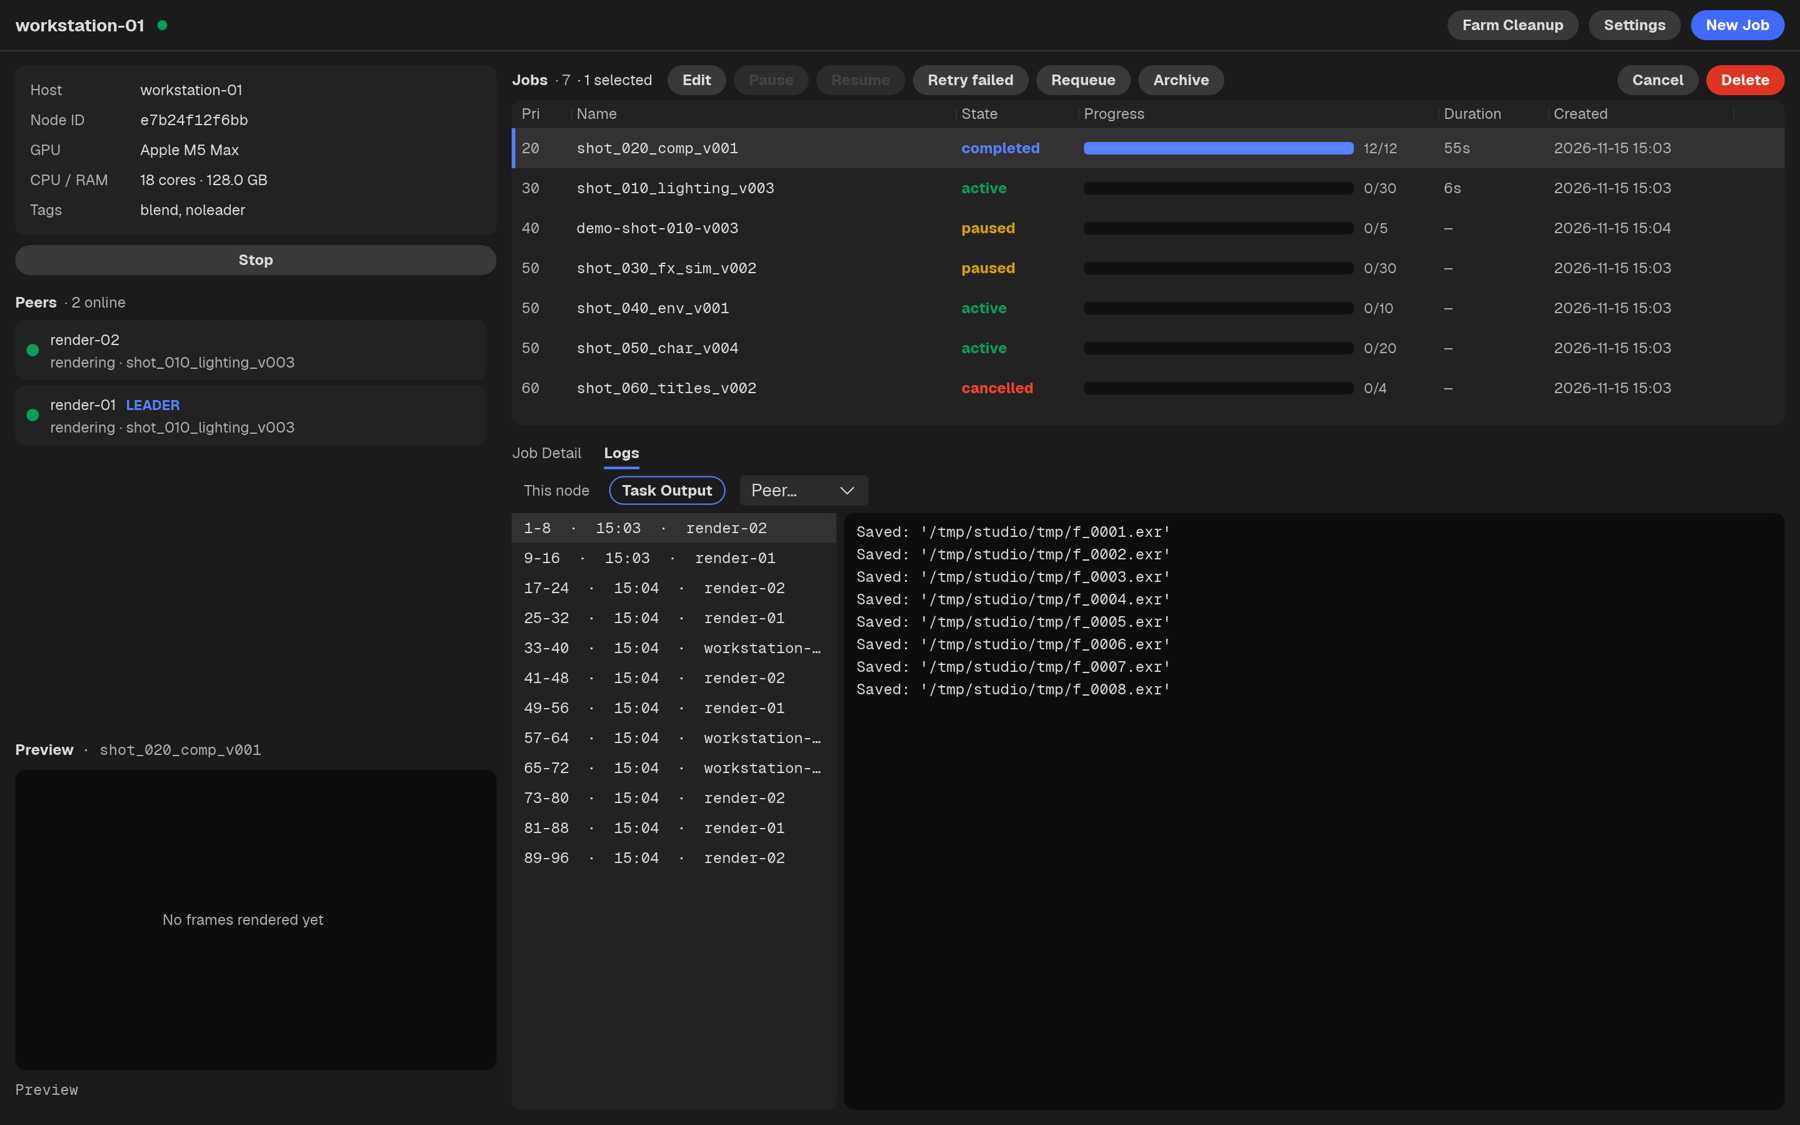 workstation-01
Farm Cleanup Settings New Job
Host workstation-01
Node ID e7b24f12f6bb
GPU Apple M5 Max
CPU / RAM 18 cores · 128.0 GB
Tags blend, noleader
Stop
Peers · 2 online
render-02
rendering · shot_010_lighting_v003
render-01 LEADER
rendering · shot_010_lighting_v003
Preview · shot_020_comp_v001
No frames rendered yet
Preview
Jobs · 7 · 1 selected Edit Pause Resume Retry failed Requeue Archive Cancel Delete
Pri Name State Progress Duration Created
20 shot_020_comp_v001 completed 12/12 55s 2026-11-15 15:03
30 shot_010_lighting_v003 active 0/30 6s 2026-11-15 15:03
40 demo-shot-010-v003 paused 0/5 – 2026-11-15 15:04
50 shot_030_fx_sim_v002 paused 0/30 – 2026-11-15 15:03
50 shot_040_env_v001 active 0/10 – 2026-11-15 15:03
50 shot_050_char_v004 active 0/20 – 2026-11-15 15:03
60 shot_060_titles_v002 cancelled 0/4 – 2026-11-15 15:03
Job Detail Logs
This node Task Output Peer...
1-8 · 15:03 · render-02
9-16 · 15:03 · render-01
17-24 · 15:04 · render-02
25-32 · 15:04 · render-01
33-40 · 15:04 · workstation-…
41-48 · 15:04 · render-02
49-56 · 15:04 · render-01
57-64 · 15:04 · workstation-…
65-72 · 15:04 · workstation-…
73-80 · 15:04 · render-02
81-88 · 15:04 · render-01
89-96 · 15:04 · render-02
Saved: '/tmp/studio/tmp/f_0001.exr'
Saved: '/tmp/studio/tmp/f_0002.exr'
Saved: '/tmp/studio/tmp/f_0003.exr'
Saved: '/tmp/studio/tmp/f_0004.exr'
Saved: '/tmp/studio/tmp/f_0005.exr'
Saved: '/tmp/studio/tmp/f_0006.exr'
Saved: '/tmp/studio/tmp/f_0007.exr'
Saved: '/tmp/studio/tmp/f_0008.exr'